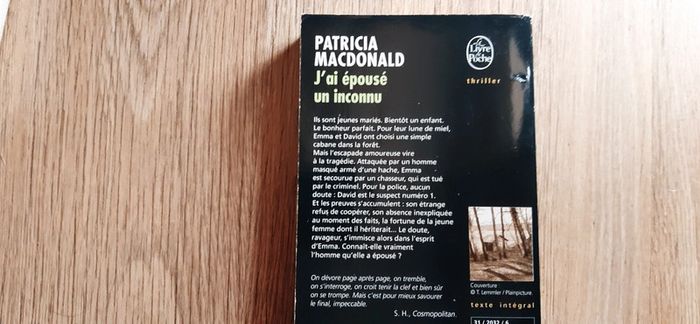 PATRICIA
MACDONALD
J'ai épousé
un inconnu
Le Livre de Poche
thriller
Ils sont jeunes mariés. Bientôt un enfant.
Le bonheur parfait. Pour leur lune de miel,
Emma et David ont choisi une simple
cabane dans la forêt.
Mais l'escapade amoureuse vire
à la tragédie. Attaquée par un homme
masqué armé d'une hache, Emma
est secourue par un chasseur, qui est tué
par le criminel. Pour la police, aucun
doute : David est le suspect numéro 1.
Et les preuves s'accumulent : son étrange
refus de coopérer, son absence inexpliquée
au moment des faits, la fortune de la jeune
femme dont il hériterait... Le doute,
ravageur, s'immisce alors dans l'esprit
d'Emma. Connaît-elle vraiment
l'homme qu'elle a épousé ?
On dévore page après page, on tremble,
on s'interroge, on croit tenir la clef et bien sûr
on se trompe. Mais c'est pour mieux savourer
le final, impeccable.
S. H., Cosmopolitan.
Couverture
© T. Lemmler / Plainpicture
texte intégral
31 / 2032 / 6